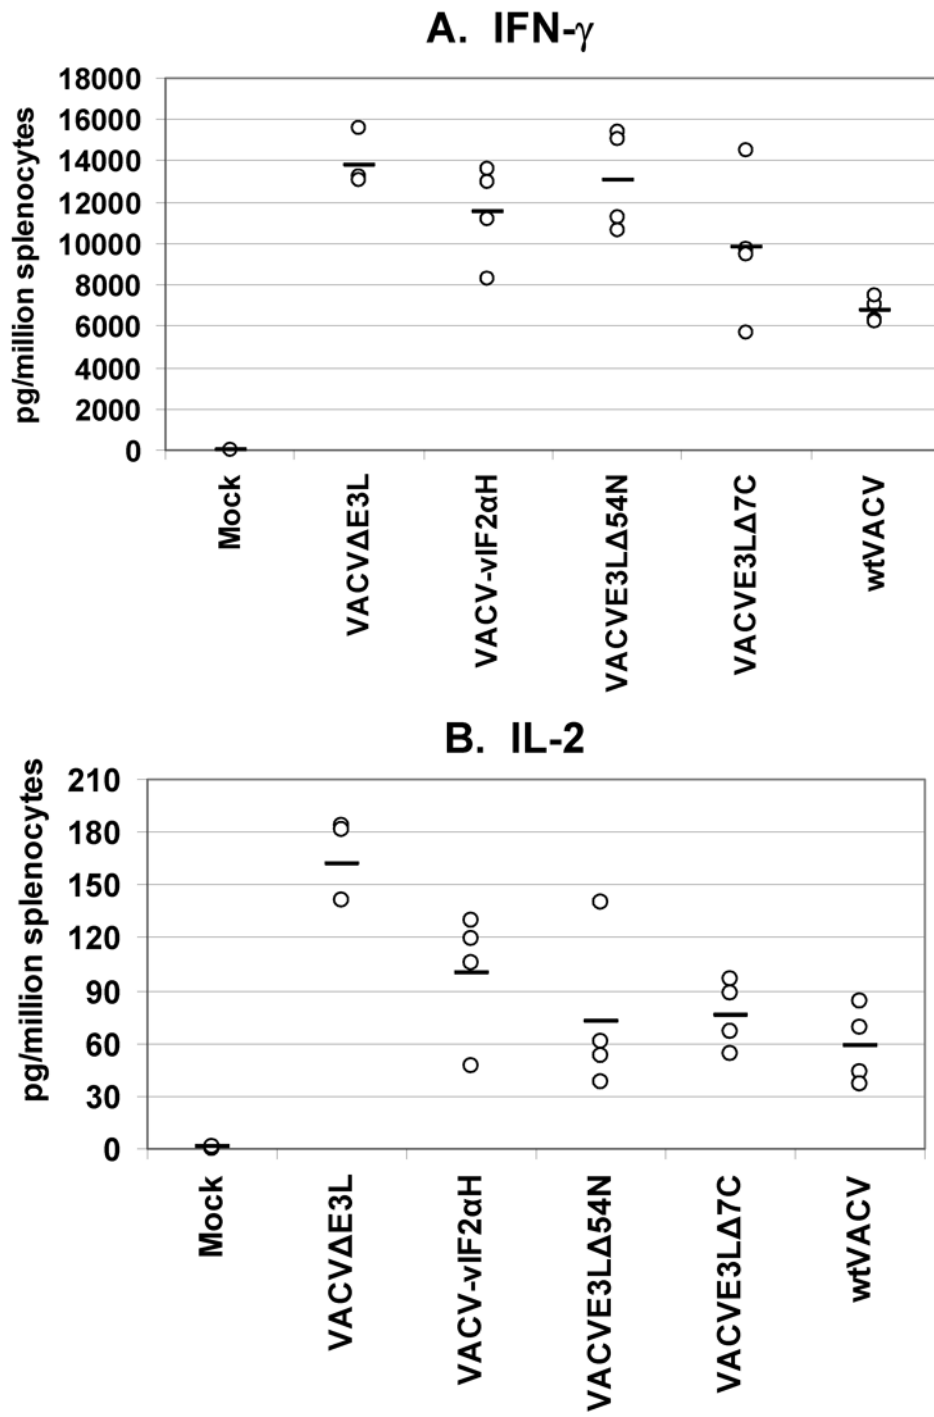 A. IFN-γ
pg/million splenocytes
18000
16000
14000
12000
10000
8000
6000
4000
2000
0
Mock
VACVΔE3L
VACV-vIF2αH
VACVE3LΔ54N
VACVE3LΔ7C
wtVACV
B. IL-2
pg/million splenocytes
210
180
150
120
90
60
30
0
Mock
VACVΔE3L
VACV-vIF2αH
VACVE3LΔ54N
VACVE3LΔ7C
wtVACV